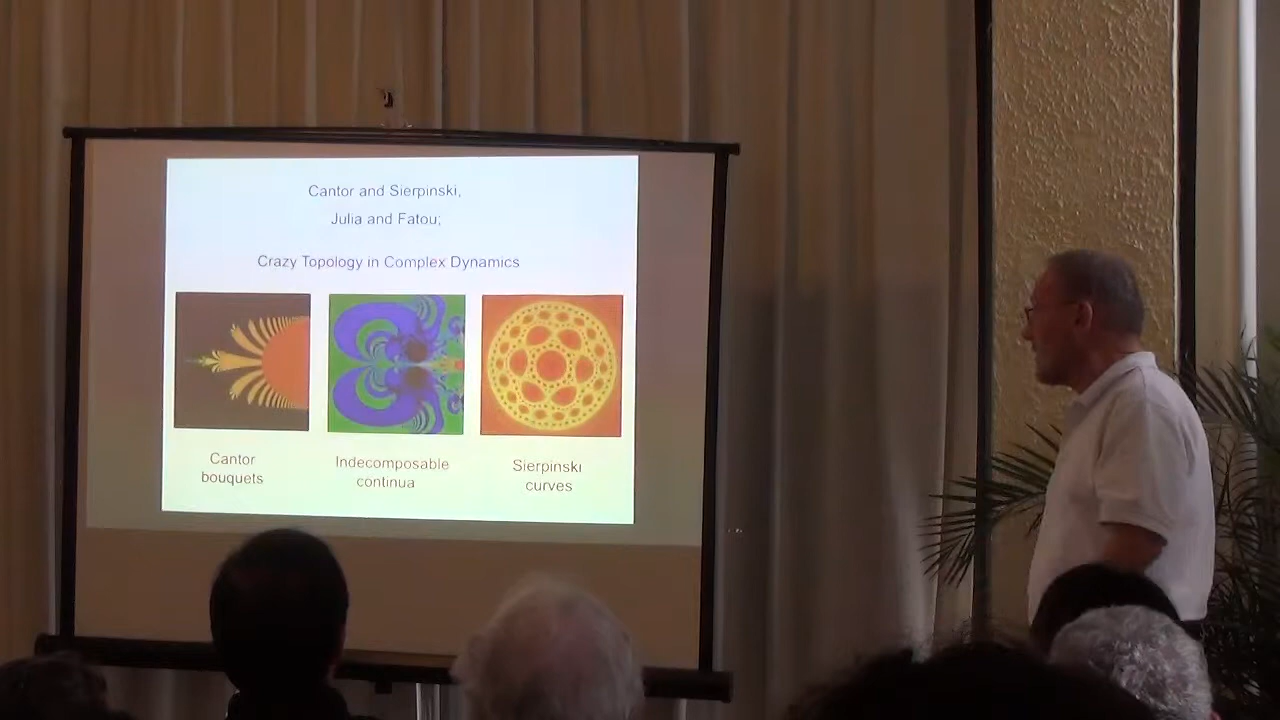 Cantor and Sierpinski,
Julia and Fatou;
Crazy Topology in Complex Dynamics
Cantor
bouquets
Indecomposable
continua
Sierpinski
curves